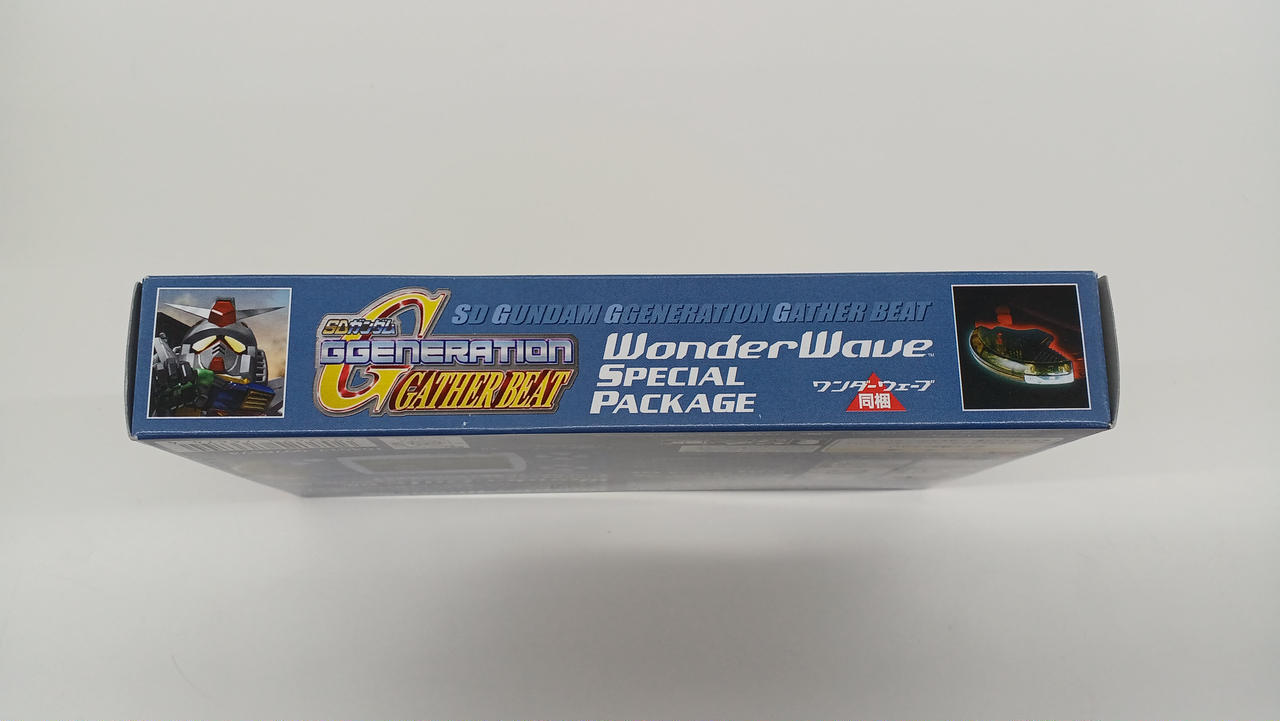 SDガンダム
GGENERATION
GATHER BEAT
SD GUNDAM GGENERATION GATHER BEAT
WonderWave™
SPECIAL
PACKAGE
ワンダーウェーブ
同梱